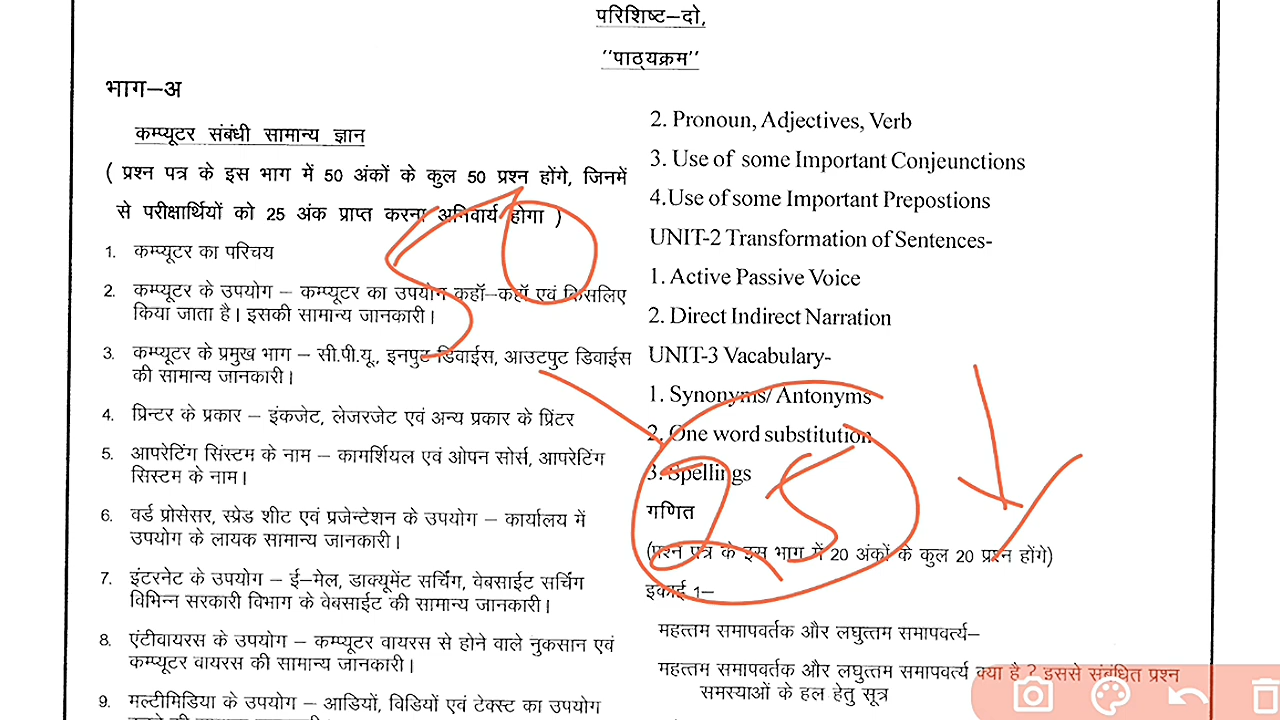 परिशिष्ट–दो,
"पाठ्यक्रम"
भाग–अ
कम्प्यूटर संबंधी सामान्य ज्ञान
( प्रश्न पत्र के इस भाग में 50 अंकों के कुल 50 प्रश्न होंगे, जिनमें
से परीक्षार्थियों को 25 अंक प्राप्त करना अनिवार्य होगा )
1. कम्प्यूटर का परिचय
2. कम्प्यूटर के उपयोग – कम्प्यूटर का उपयोग कहॉ–कहॉ एवं किसलिए
किया जाता है। इसकी सामान्य जानकारी।
3. कम्प्यूटर के प्रमुख भाग – सी.पी.यू., इनपुट डिवाईस, आउटपुट डिवाईस
की सामान्य जानकारी।
4. प्रिन्टर के प्रकार – इंकजेट, लेजरजेट एवं अन्य प्रकार के प्रिंटर
5. आपरेटिंग सिंस्टम के नाम – कामर्शियल एवं ओपन सोर्स, आपरेटिंग
सिस्टम के नाम।
6. वर्ड प्रोसेसर, स्प्रेड शीट एवं प्रजेन्टेशन के उपयोग – कार्यालय में
उपयोग के लायक सामान्य जानकारी।
7. इंटरनेट के उपयोग – ई–मेल, डाक्यूमेंट सर्चिंग, वेबसाईट सर्चिंग
विभिन्न सरकारी विभाग के वेबसाईट की सामान्य जानकारी।
8. एंटीवायरस के उपयोग – कम्प्यूटर वायरस से होने वाले नुकसान एवं
कम्प्यूटर वायरस की सामान्य जानकारी।
9. मल्टीमिडिया के उपयोग – आडियों, विडियों एवं टेक्स्ट का उपयोग
2. Pronoun, Adjectives, Verb
3. Use of some Important Conjeunctions
4.Use of some Important Prepostions
UNIT-2 Transformation of Sentences-
1. Active Passive Voice
2. Direct Indirect Narration
UNIT-3 Vacabulary-
1. Synonyms/ Antonyms
2. One word substitution
3. Spellings
गणित
(प्रश्न पत्र के इस भाग में 20 अंकों के कुल 20 प्रश्न होंगे)
इकाई 1–
महत्तम समापवर्तक और लघुत्तम समापवर्त्य–
महत्तम समापवर्तक और लघुत्तम समापवर्त्य क्या है ? इससे संबंधित प्रश्न
समस्याओं के हल हेतु सूत्र
50
25